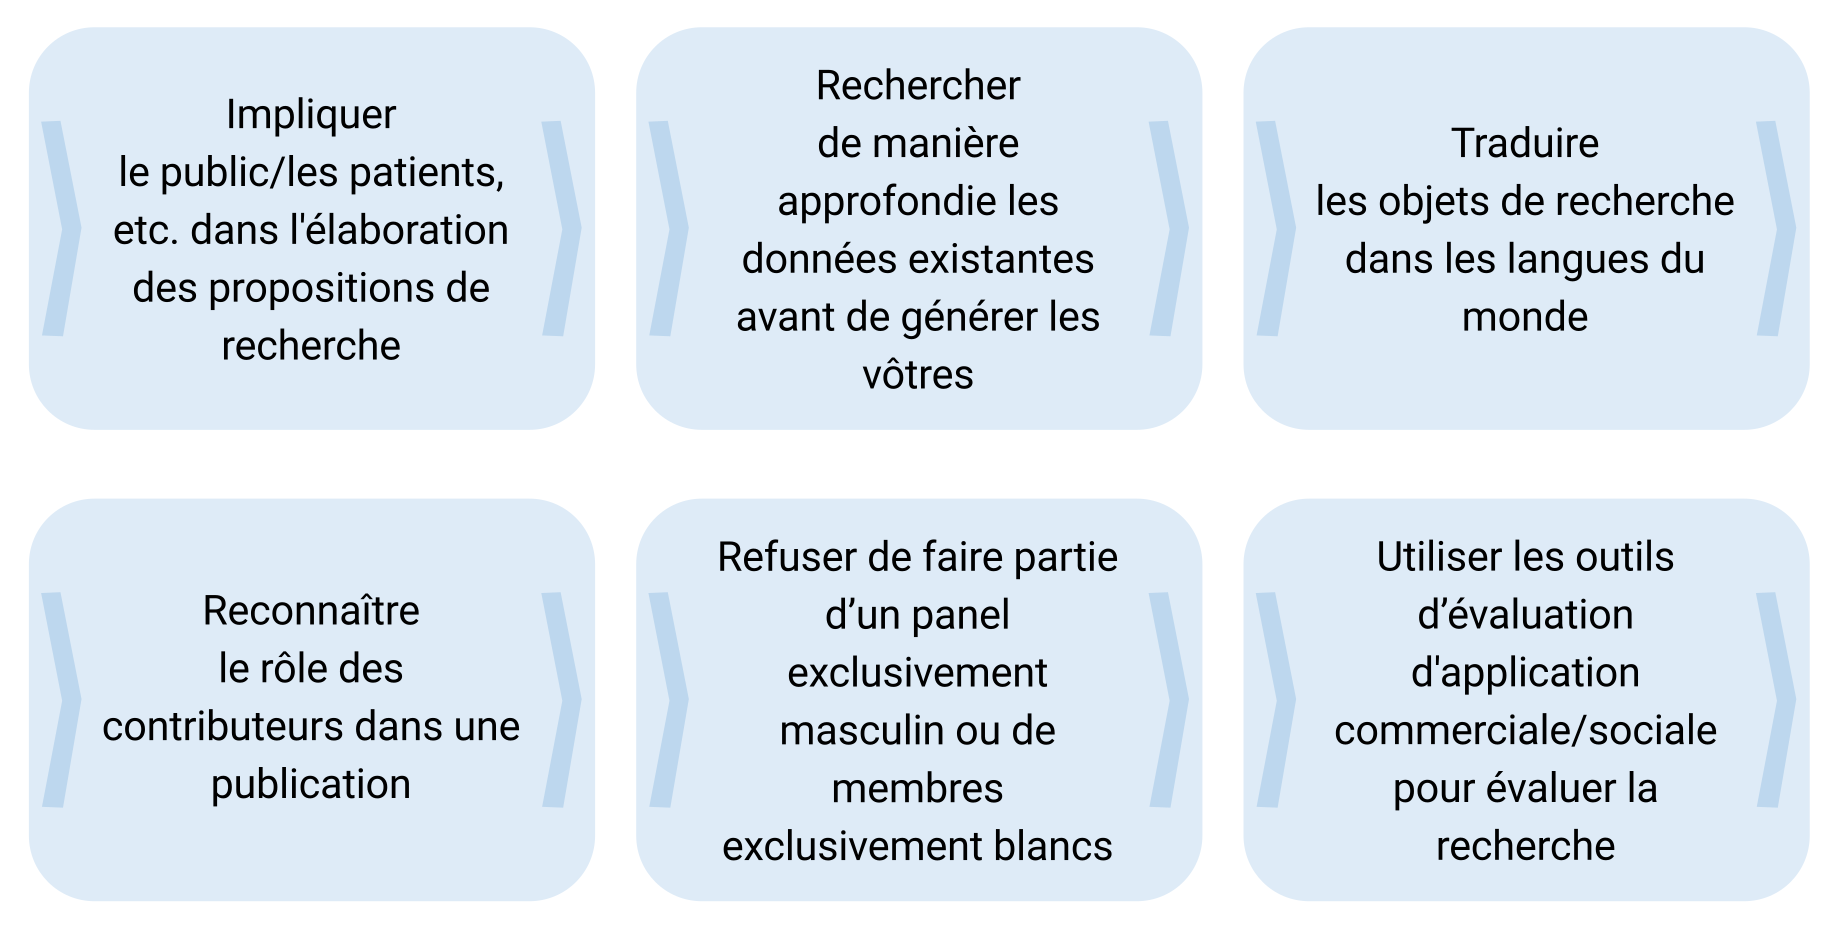 Impliquer
le public/les patients,
etc. dans l'élaboration
des propositions de
recherche
Rechercher
de manière
approfondie les
données existantes
avant de générer les
vôtres
Traduire
les objets de recherche
dans les langues du
monde
Reconnaître
le rôle des
contributeurs dans une
publication
Refuser de faire partie
d’un panel
exclusivement
masculin ou de
membres
exclusivement blancs
Utiliser les outils
d’évaluation
d'application
commerciale/sociale
pour évaluer la
recherche